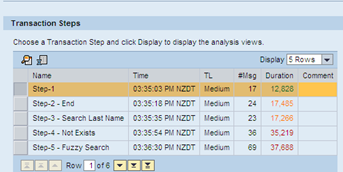 Transaction Steps
Choose a Transaction Step and click Display to display the analysis views.
Display 5 Rows
Name Time TL #Msg Duration Comment
Step-1 03:35:03 PM NZDT Medium 17 12,828
Step-2 - End 03:35:18 PM NZDT Medium 24 17,485
Step-3 - Search Last Name 03:35:35 PM NZDT Medium 23 17,266
Step-4 - Not Exists 03:35:54 PM NZDT Medium 36 35,219
Step-5 - Fuzzy Search 03:36:30 PM NZDT Medium 69 37,688
Row 1 of 6